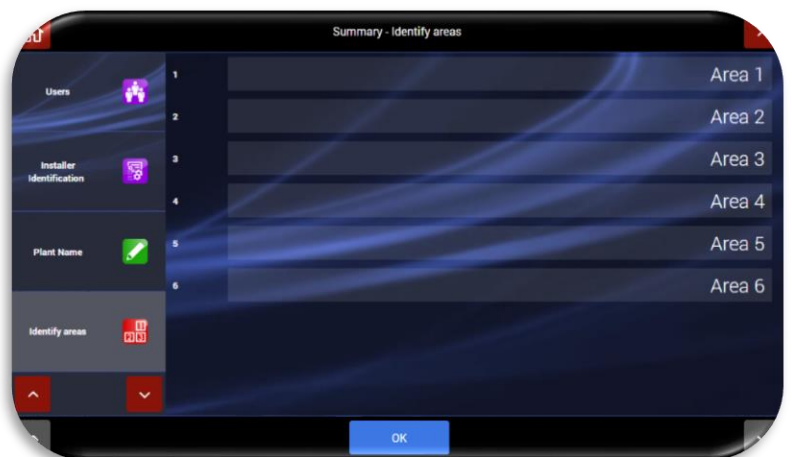 Summary - Identify areas
Users
Installer
Identification
Plant Name
Identify areas
1 Area 1
2 Area 2
3 Area 3
4 Area 4
5 Area 5
6 Area 6
OK